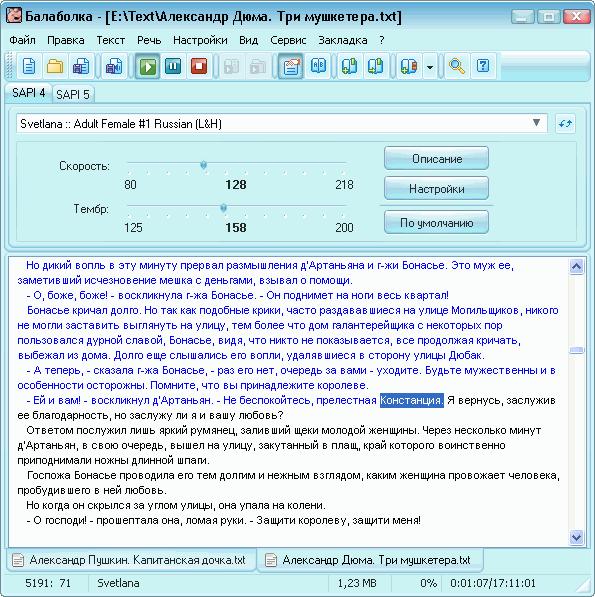 Балаболка - [E:\Text\Александр Дюма. Три мушкетера.txt]
Файл Правка Текст Речь Настройки Вид Сервис Закладка ?
SAPI 4 SAPI 5
Svetlana :: Adult Female #1 Russian (L&H)
Скорость:
80 128 218
Тембр:
125 158 200
Описание
Настройки
По умолчанию
Но дикий вопль в эту минуту прервал размышления д'Артаньяна и г-жи Бонасье. Это муж ее,
заметивший исчезновение мешка с деньгами, взывал о помощи.
- О, боже, боже! - воскликнула г-жа Бонасье. - Он поднимет на ноги весь квартал!
Бонасье кричал долго. Но так как подобные крики, часто раздававшиеся на улице Могильщиков, никого
не могли заставить выглянуть на улицу, тем более что дом галантерейщика с некоторых пор
пользовался дурной славой, Бонасье, видя, что никто не показывается, все продолжая кричать,
выбежал из дома. Долго еще слышались его вопли, удалявшиеся в сторону улицы Дюбак.
- А теперь, - сказала г-жа Бонасье, - раз его нет, очередь за вами - уходите. Будьте мужественны и в
особенности осторожны. Помните, что вы принадлежите королеве.
- Ей и вам! - воскликнул д'Артаньян. - Не беспокойтесь, прелестная Констанция. Я вернусь, заслужив
ее благодарность, но заслужу ли я и вашу любовь?
Ответом послужил лишь яркий румянец, заливший щеки молодой женщины. Через несколько минут
д'Артаньян, в свою очередь, вышел на улицу, закутанный в плащ, край которого воинственно
приподнимали ножны длинной шпаги.
Госпожа Бонасье проводила его тем долгим и нежным взглядом, каким женщина провожает человека,
пробудившего в ней любовь.
Но когда он скрылся за углом улицы, она упала на колени.
- О господи! - прошептала она, ломая руки. - Защити королеву, защити меня!
Александр Пушкин. Капитанская дочка.txt Александр Дюма. Три мушкетера.txt
5191: 71 Svetlana 1,23 MB 0% 0:01:07/17:11:01